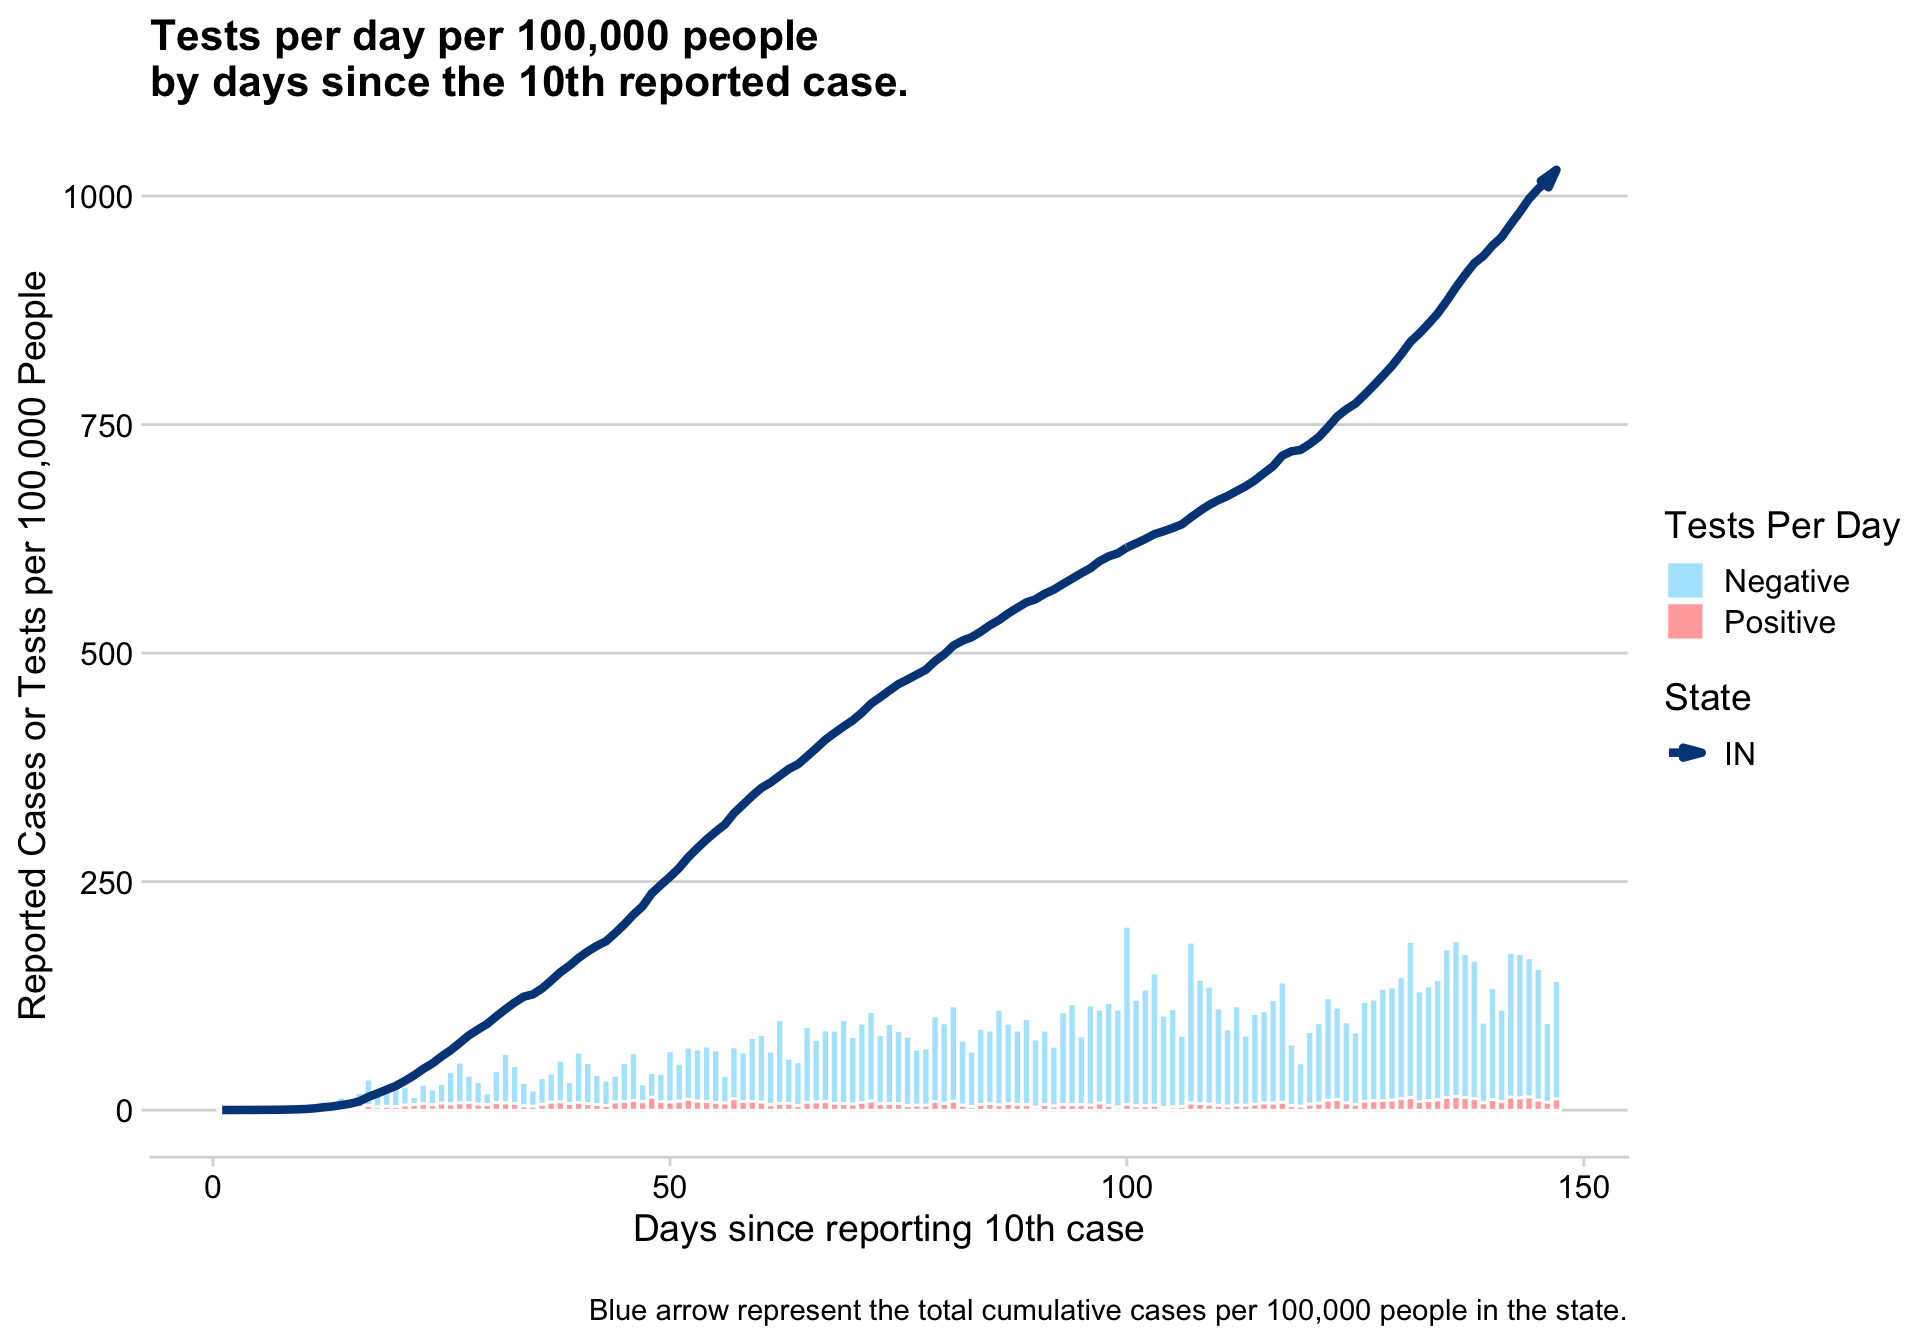 Tests per day per 100,000 people
by days since the 10th reported case.
Reported Cases or Tests per 100,000 People
1000
750
500
250
0
0
50
100
150
Days since reporting 10th case
Tests Per Day
Negative
Positive
State
IN
Blue arrow represent the total cumulative cases per 100,000 people in the state.